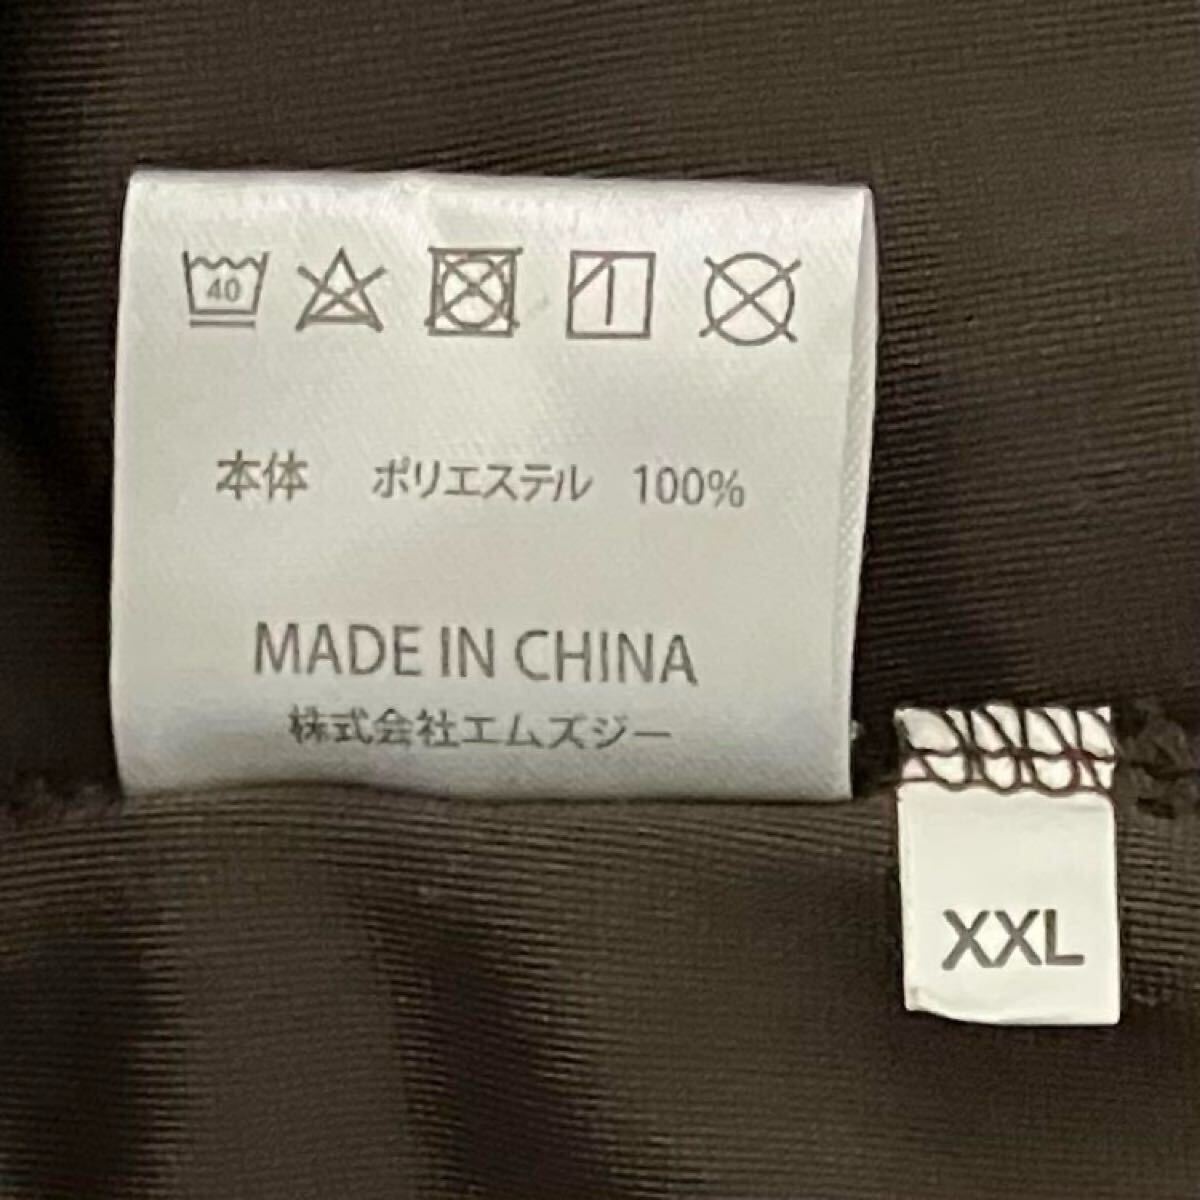 40
本体 ポリエステル 100%
MADE IN CHINA
株式会社エムズジー
XXL